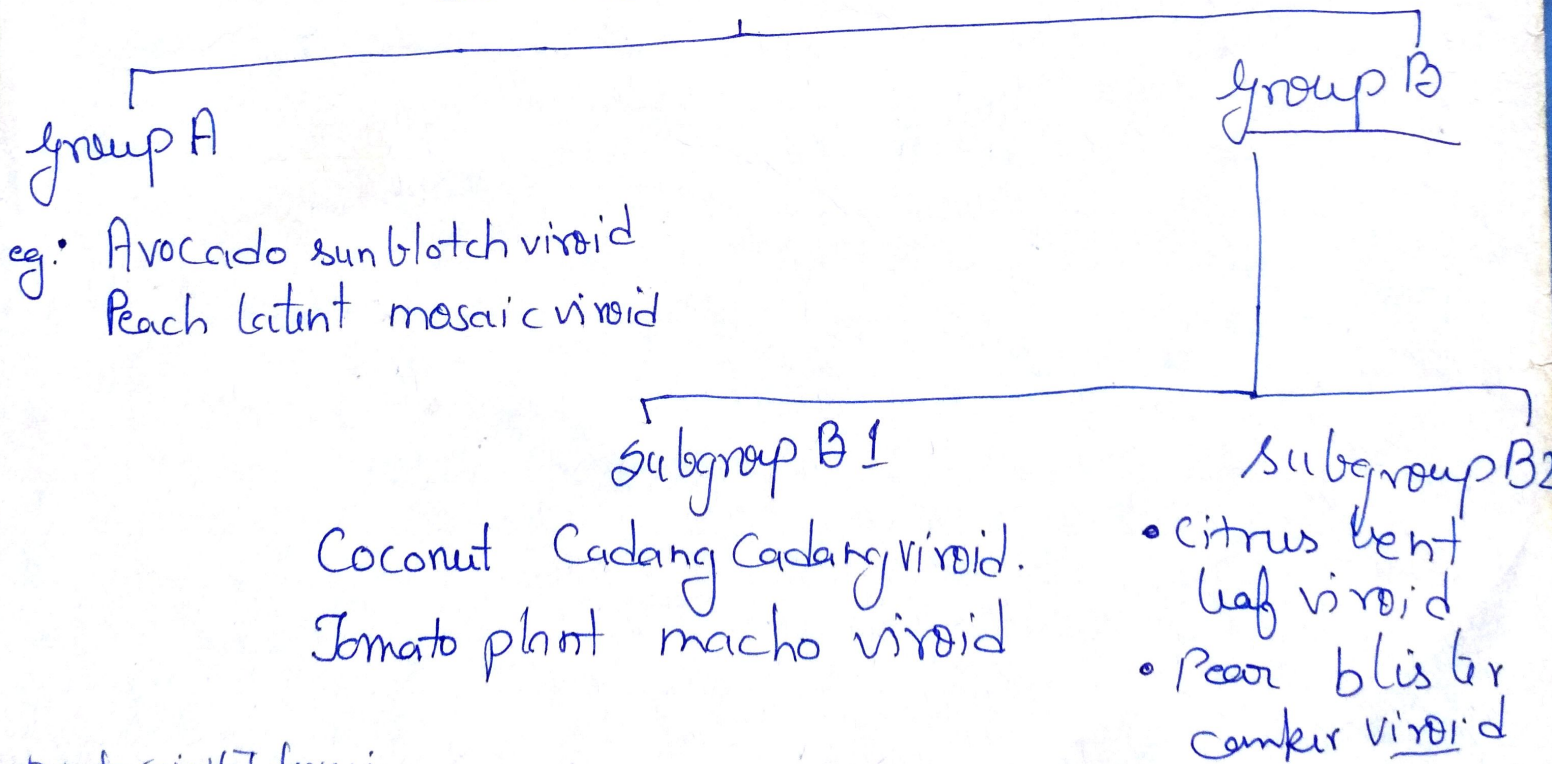 Group A
Group B
eg: Avocado sun blotch viroid
Peach latent mosaic viroid
Subgroup B 1
Coconut Cadang Cadang viroid.
Tomato plant macho viroid
Subgroup B2
• Citrus bent
leaf viroid
• Pear blister
canker viroid